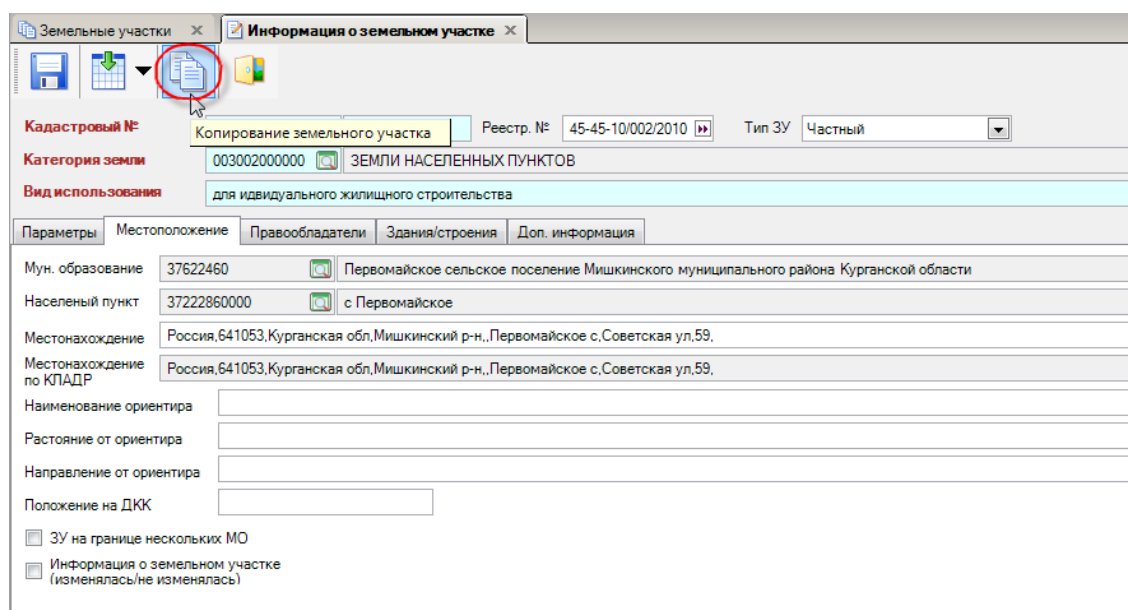 Земельные участки
Информация о земельном участке
Кадастровый № Реестр. № 45-45-10/002/2010 Тип ЗУ Частный
Копирование земельного участка
Категория земли 003002000000 ЗЕМЛИ НАСЕЛЕННЫХ ПУНКТОВ
Вид использования для идвидуального жилищного строительства
Параметры Местоположение Правообладатели Здания/строения Доп. информация
Мун. образование 37622460 Первомайское сельское поселение Мишкинского муниципального района Курганской области
Населеный пункт 37222860000 с Первомайское
Местонахождение Россия,641053,Курганская обл,Мишкинский р-н,,Первомайское с,Советская ул,59,
Местонахождение
по КЛАДР Россия,641053,Курганская обл,Мишкинский р-н,,Первомайское с,Советская ул,59,
Наименование ориентира
Растояние от ориентира
Направление от ориентира
Положение на ДКК
ЗУ на границе нескольких МО
Информация о земельном участке
(изменялась/не изменялась)